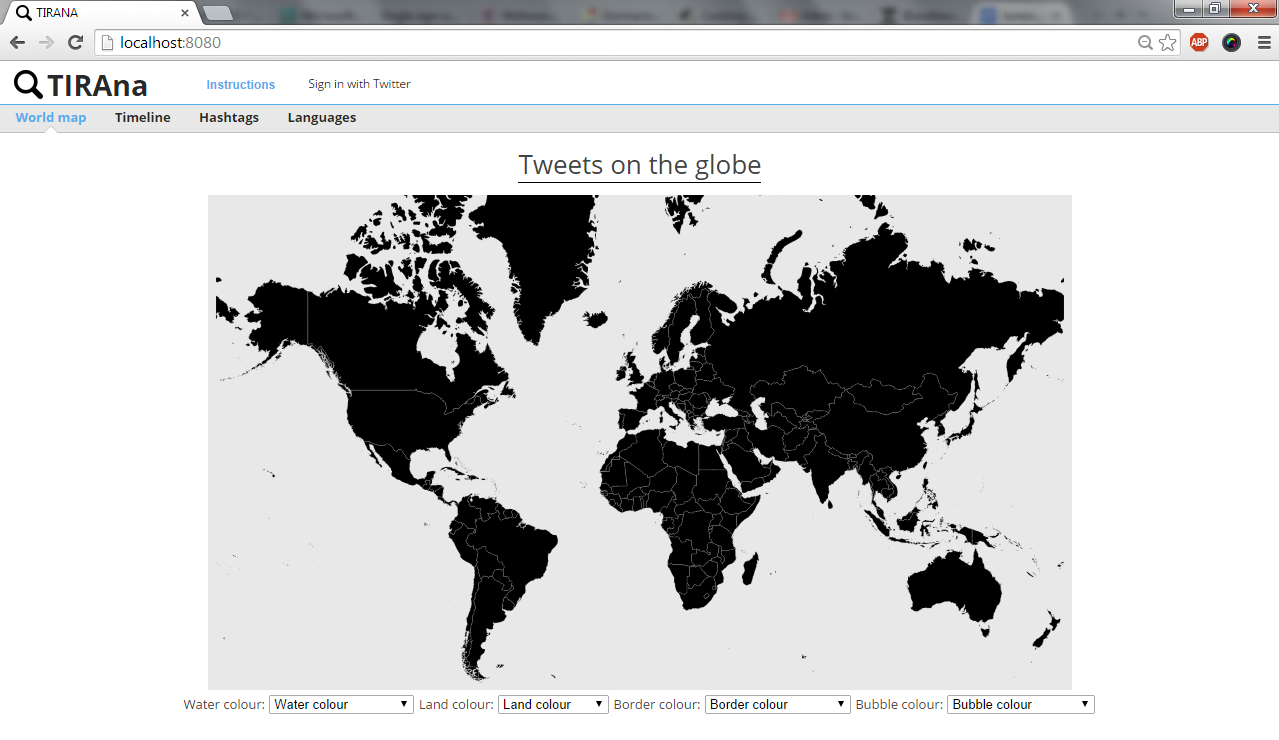 TIRANA
localhost:8080
ABP
TIRAna Instructions Sign in with Twitter
World map Timeline Hashtags Languages
Tweets on the globe
Water colour: Water colour Land colour: Land colour Border colour: Border colour Bubble colour: Bubble colour